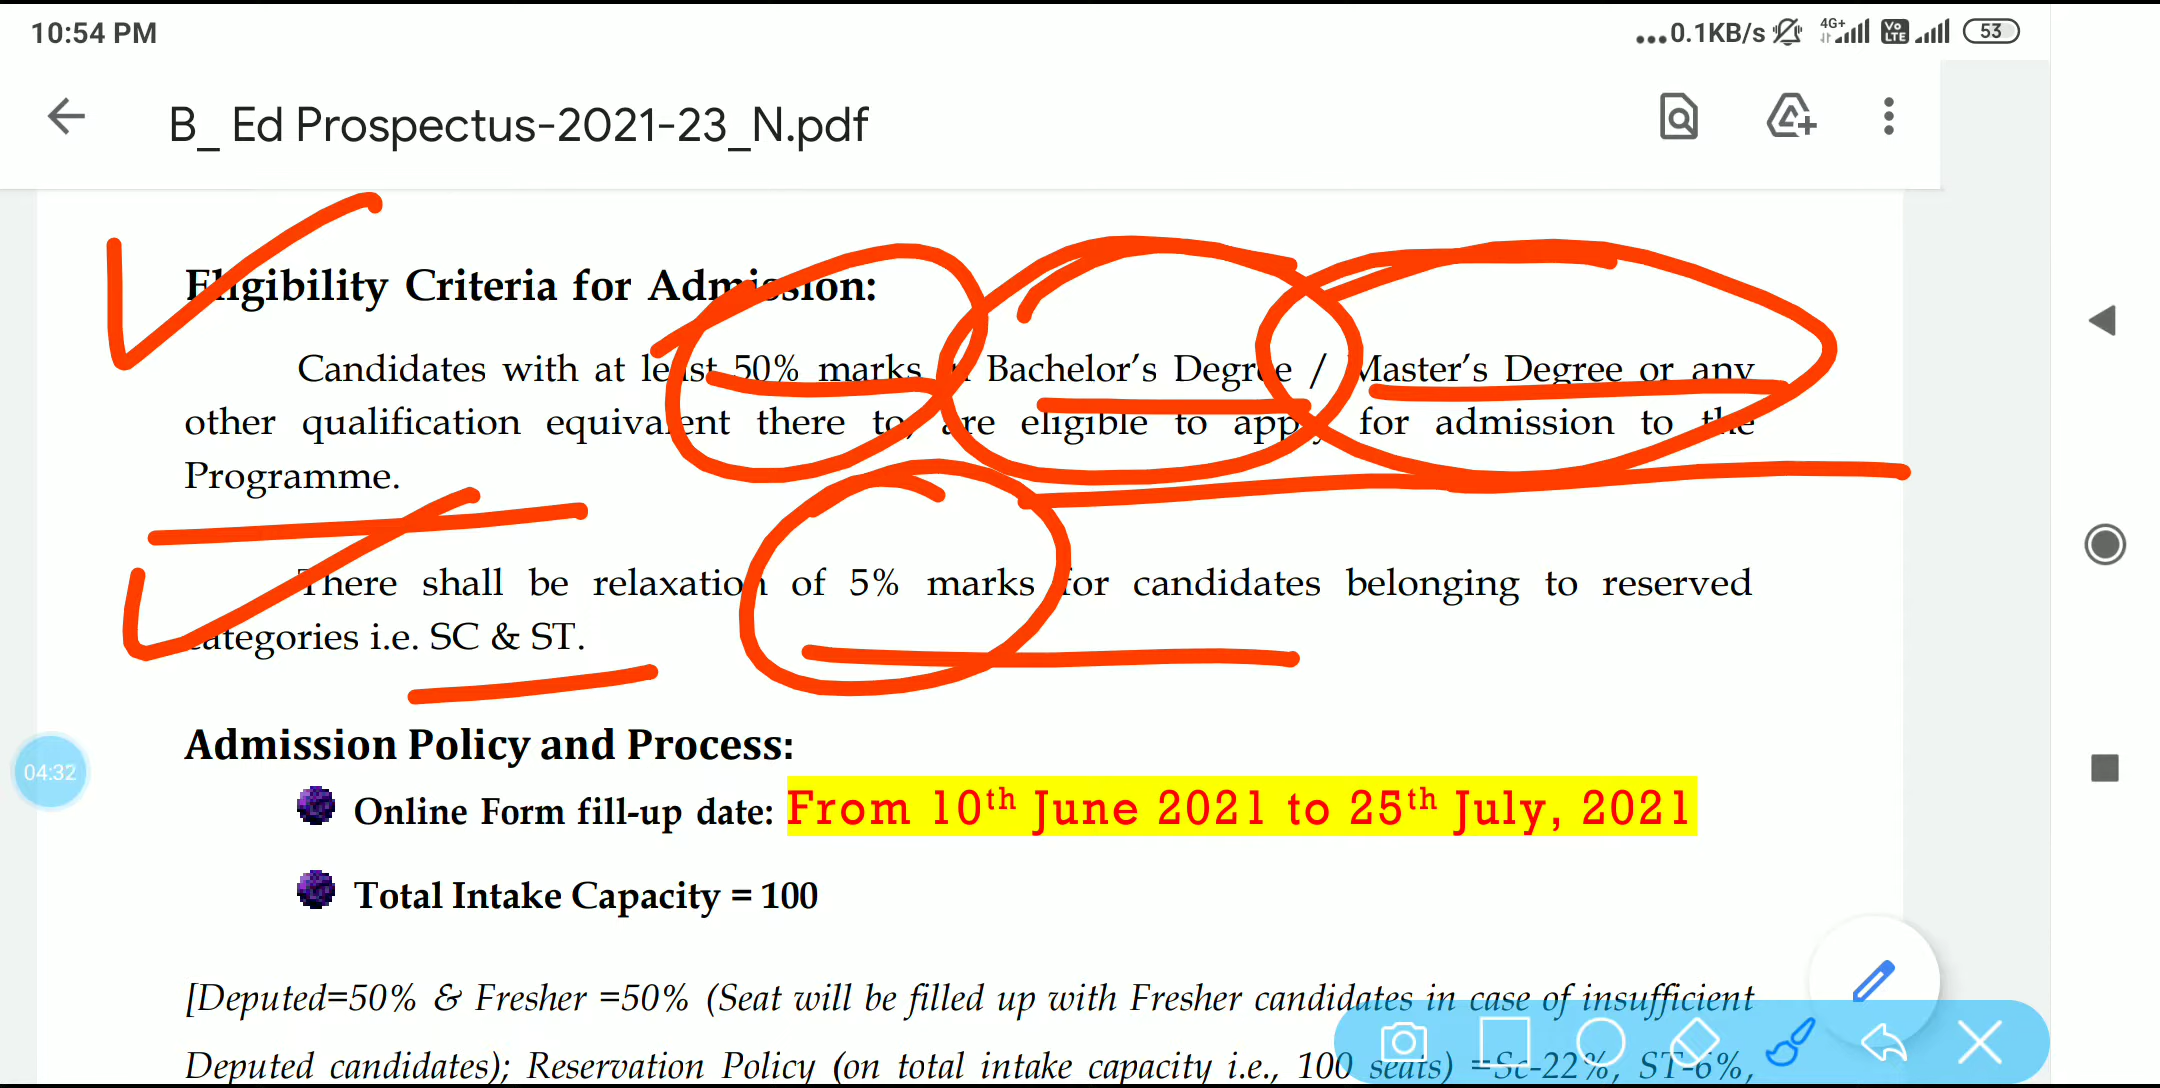 10:54 PM
...0.1KB/s 4G+ Vo LTE 53
B_ Ed Prospectus-2021-23_N.pdf
Eligibility Criteria for Admission:
Candidates with at least 50% marks Bachelor's Degree / Master's Degree or any
other qualification equivalent there to, are eligible to apply for admission to the
Programme.
There shall be relaxation of 5% marks for candidates belonging to reserved
categories i.e. SC & ST.
Admission Policy and Process:
04:32
Online Form fill-up date: From 10th June 2021 to 25th July, 2021
Total Intake Capacity = 100
[Deputed=50% & Fresher =50% (Seat will be filled up with Fresher candidates in case of insufficient
Deputed candidates); Reservation Policy (on total intake capacity i.e., 100 seats) =Sc-22%, ST-6%,